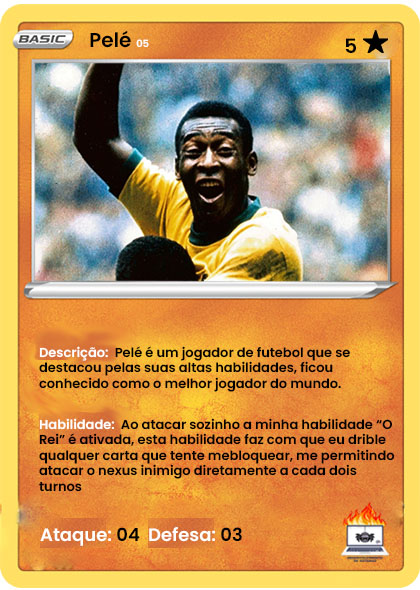 BASIC Pelé 05 5
Descrição: Pelé é um jogador de futebol que se
destacou pelas suas altas habilidades, ficou
conhecido como o melhor jogador do mundo.
Habilidade: Ao atacar sozinho a minha habilidade “O
Rei” é ativada, esta habilidade faz com que eu drible
qualquer carta que tente mebloquear, me permitindo
atacar o nexus inimigo diretamente a cada dois
turnos
Ataque: 04 Defesa: 03